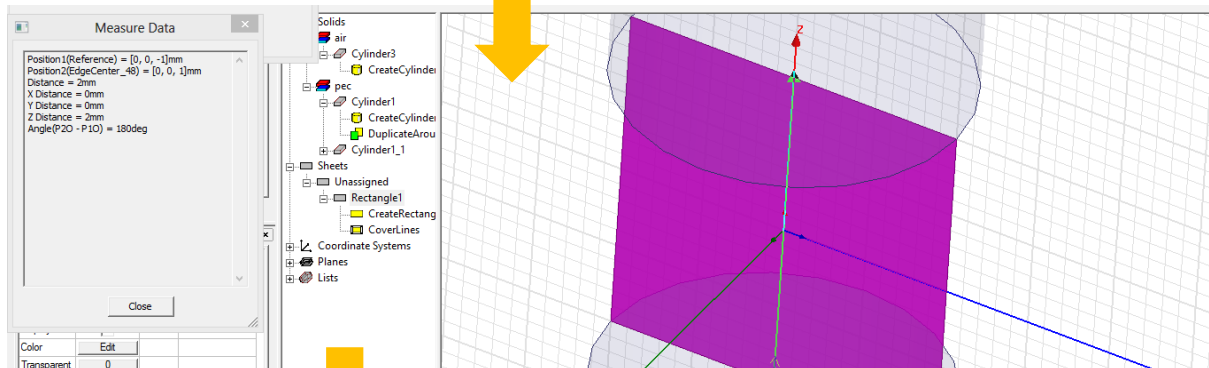 Measure Data
Position1(Reference) = [0, 0, -1]mm
Position2(EdgeCenter_48) = [0, 0, 1]mm
Distance = 2mm
X Distance = 0mm
Y Distance = 0mm
Z Distance = 2mm
Angle(P2O - P1O) = 180deg
Close
Color
Edit
Transparent
0
Solids
air
Cylinder3
CreateCylinder
pec
Cylinder1
CreateCylinder
DuplicateArou
Cylinder1_1
Sheets
Unassigned
Rectangle1
CreateRectang
CoverLines
Coordinate Systems
Planes
Lists
Z